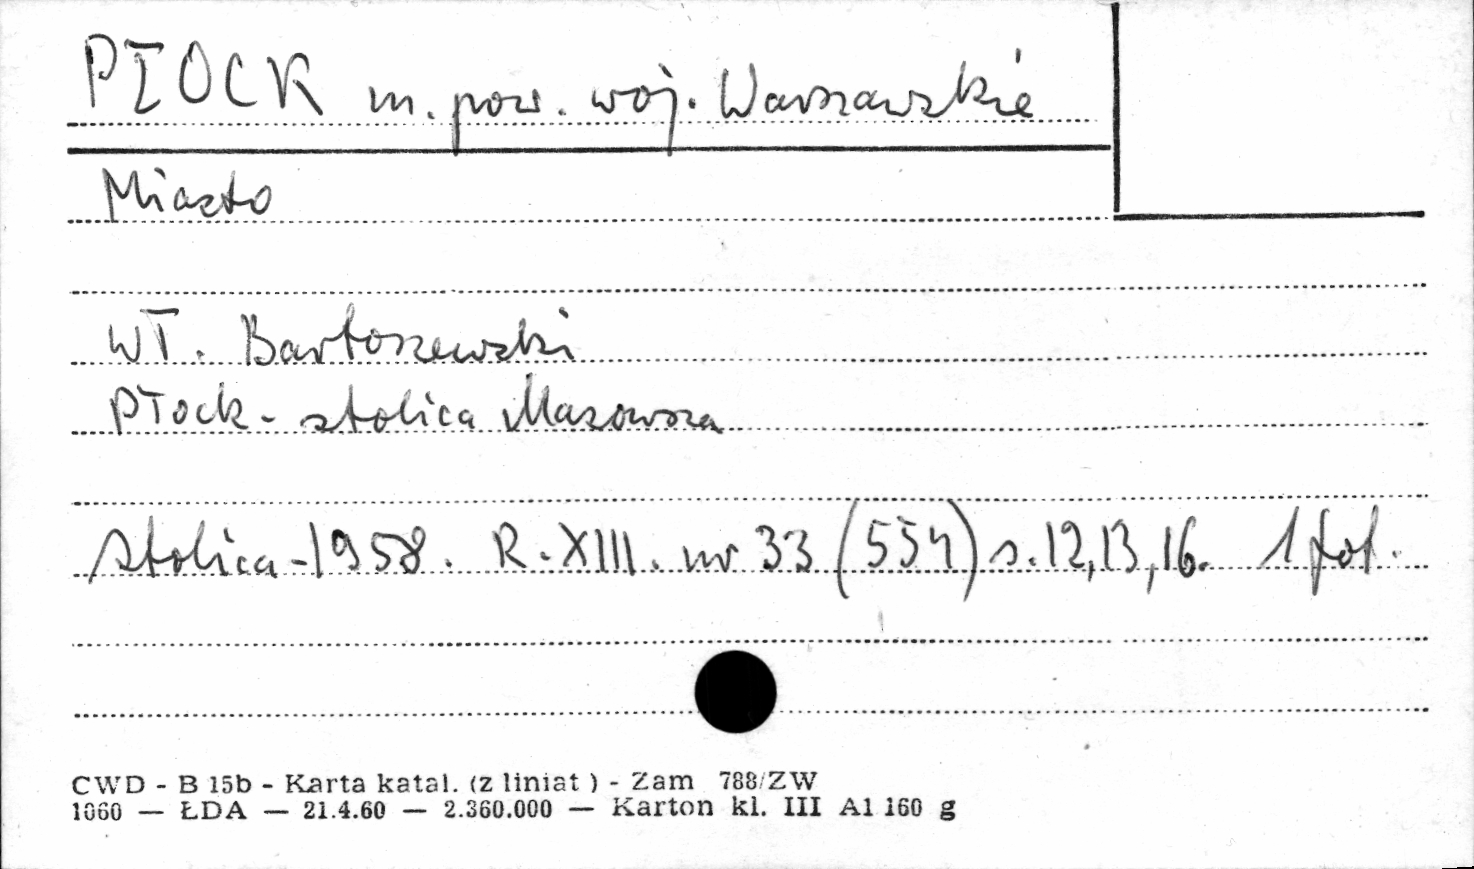 PŁOCK m. pow. woj. Warszawskie
Miasto
Wł. Bartoszewski
Płock - stolica Mazowsza
Stolica - 1958. R. XIII. nr 33 (554) s. 12, 13, 16. 1 fot.
CWD - B 15b - Karta katal. (z liniat ) - Zam 788/ZW
1060 — ŁDA — 21.4.60 — 2.360.000 — Karton kl. III A1 160 g